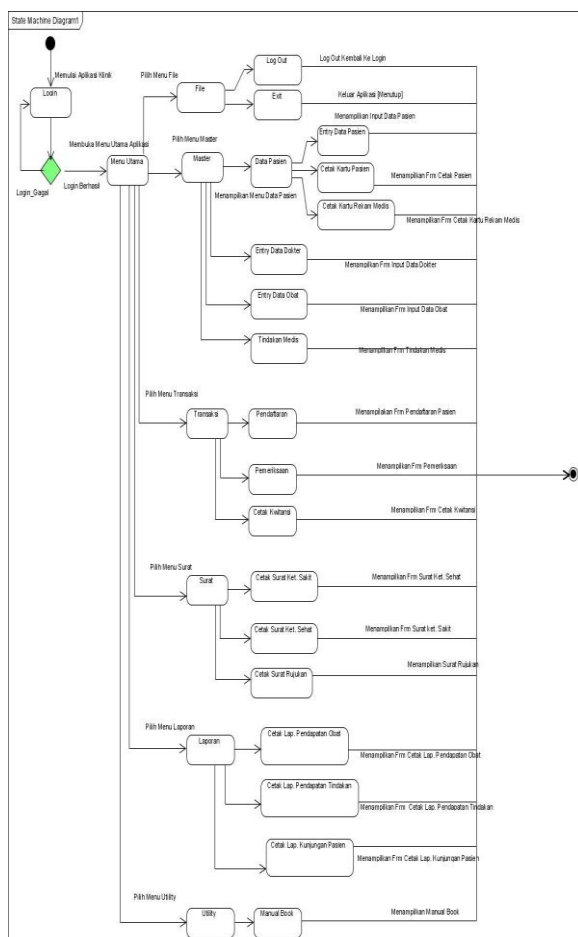 State Machine Diagram1
Memulai Aplikasi Klinik
Login
Login_Gagal
Login Berhasil
Membuka Menu Utama Aplikasi
Menu Utama
Pilih Menu File
File
Log Out
Log Out Kembali Ke Login
Exit
Keluar Aplikasi [Menutup]
Pilih Menu Master
Master
Data Pasien
Menampilkan Menu Data Pasien
Menampilkan Input Data Pasien
Entry Data Pasien
Cetak Kartu Pasien
Menampilkan Frm Cetak Pasien
Cetak Kartu Rekam Medis
Menampilkan Frm Cetak Kartu Rekam Medis
Entry Data Dokter
Menampilkan Frm Input Data Dokter
Entry Data Obat
Menampilkan Frm Input Data Obat
Tindakan Medis
Menampilkan Frm Tindakan Medis
Pilih Menu Transaksi
Transaksi
Pendaftaran
Menampilakan Frm Pendaftaran Pasien
Pemeriksaan
Menampilkan Frm Pemeriksaan
Cetak Kwitansi
Menampilkan Frm Cetak Kwitansi
Pilih Menu Surat
Surat
Cetak Surat Ket. Sakit
Menampilkan Frm Surat Ket. Sehat
Cetak Surat Ket. Sehat
Menampilkan Frm Surat ket. Sakit
Cetak Surat Rujukan
Menampilkan Surat Rujukan
Pilih Menu Laporan
Laporan
Cetak Lap. Pendapatan Obat
Menampilkan Frm Cetak Lap. Pendapatan Obat
Cetak Lap. Pendapatan Tindakan
Menampilkan Frm Cetak Lap. Pendapatan Tindakan
Cetak Lap. Kunjungan Pasien
Menampilkan Frm Cetak Lap. Kunjungan Pasien
Pilih Menu Utility
Utility
Manual Book
Menampilkan Manual Book